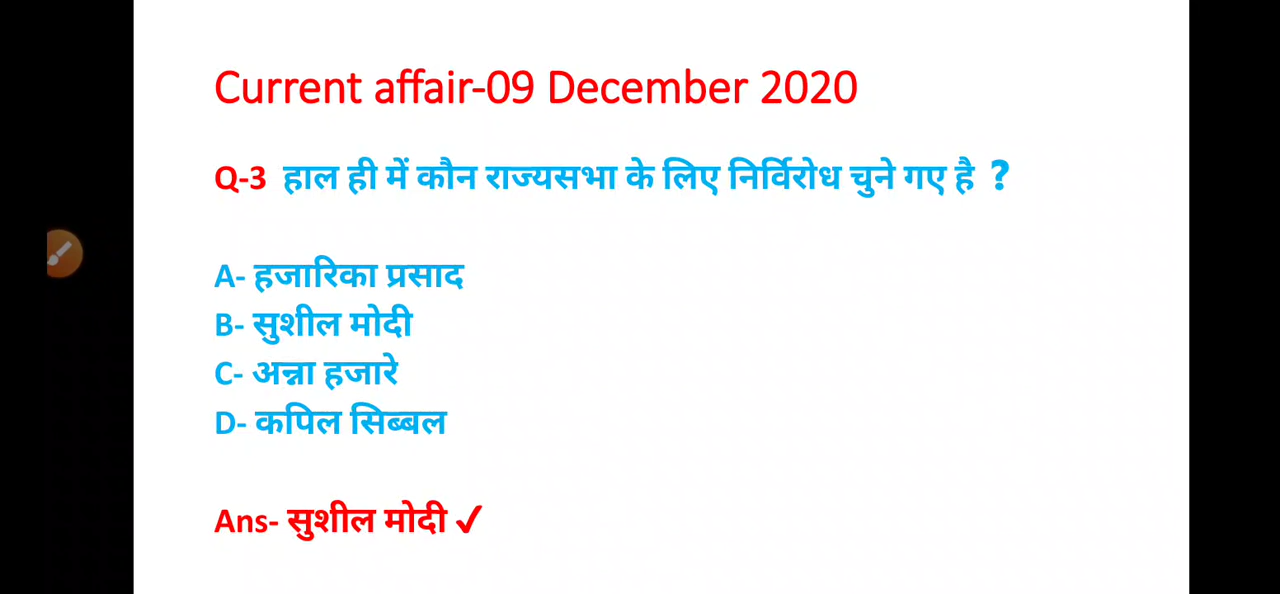 Current affair-09 December 2020
Q-3 हाल ही में कौन राज्यसभा के लिए निर्विरोध चुने गए है ?
A- हजारिका प्रसाद
B- सुशील मोदी
C- अन्ना हजारे
D- कपिल सिब्बल
Ans- सुशील मोदी ✓